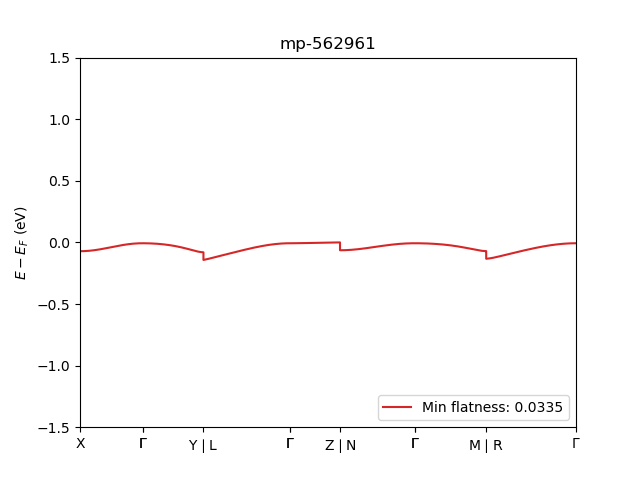 mp-562961
E − E_F (eV)
1.5
1.0
0.5
0.0
−0.5
−1.0
−1.5
Min flatness: 0.0335
X Γ Y | L Γ Z | N Γ M | R Γ